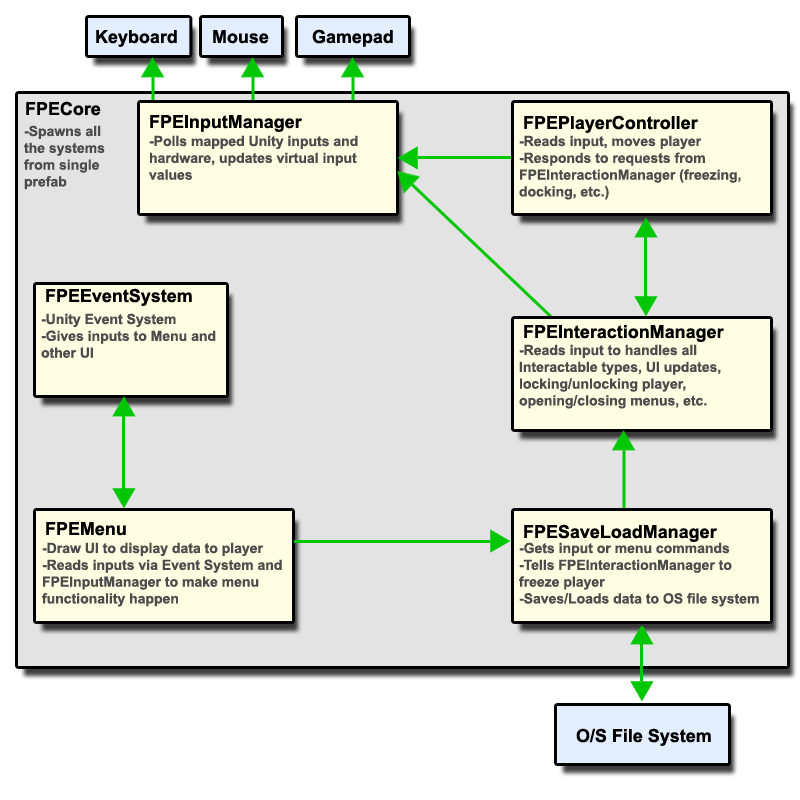 Keyboard
Mouse
Gamepad
FPECore
-Spawns all
the systems
from single
prefab
FPEInputManager
-Polls mapped Unity inputs and
hardware, updates virtual input
values
FPEPlayerController
-Reads input, moves player
-Responds to requests from
FPEInteractionManager (freezing,
docking, etc.)
FPEEventSystem
-Unity Event System
-Gives inputs to Menu and
other UI
FPEInteractionManager
-Reads input to handles all
Interactable types, UI updates,
locking/unlocking player,
opening/closing menus, etc.
FPEMenu
-Draw UI to display data to player
-Reads inputs via Event System and
FPEInputManager to make menu
functionality happen
FPESaveLoadManager
-Gets input or menu commands
-Tells FPEInteractionManager to
freeze player
-Saves/Loads data to OS file system
O/S File System